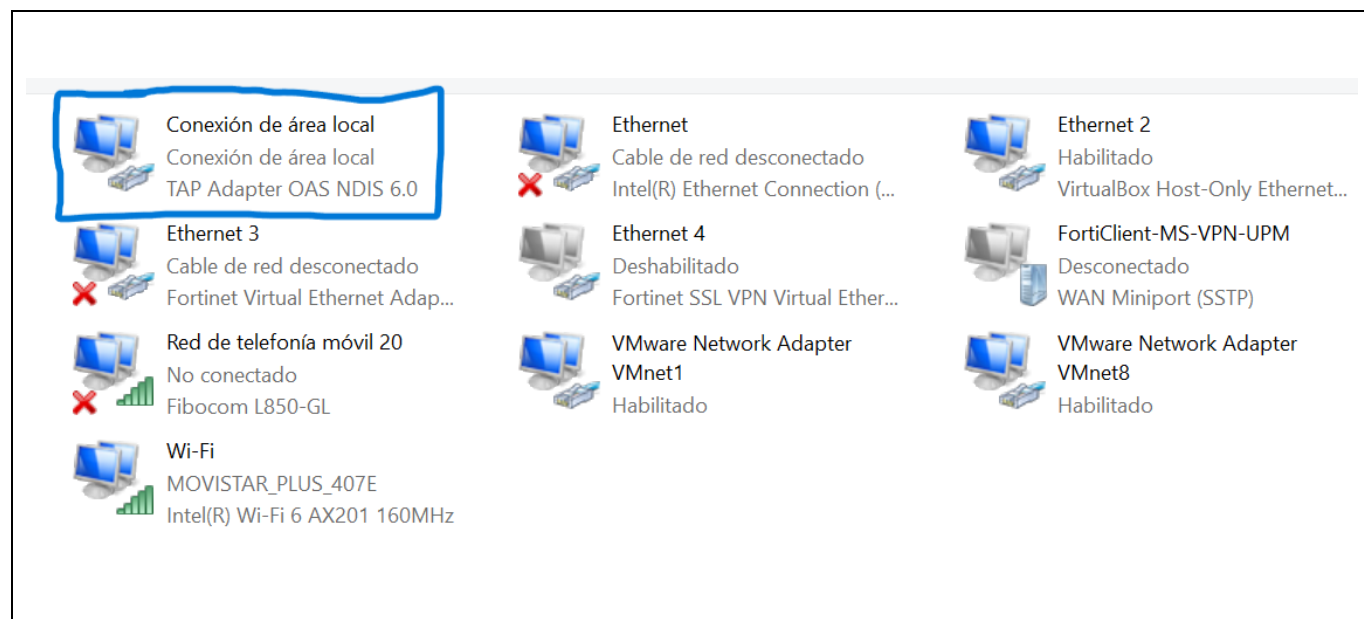 Conexión de área local
Conexión de área local
TAP Adapter OAS NDIS 6.0
Ethernet
Cable de red desconectado
Intel(R) Ethernet Connection (...
Ethernet 2
Habilitado
VirtualBox Host-Only Ethernet...
Ethernet 3
Cable de red desconectado
Fortinet Virtual Ethernet Adap...
Ethernet 4
Deshabilitado
Fortinet SSL VPN Virtual Ether...
FortiClient-MS-VPN-UPM
Desconectado
WAN Miniport (SSTP)
Red de telefonía móvil 20
No conectado
Fibocom L850-GL
VMware Network Adapter
VMnet1
Habilitado
VMware Network Adapter
VMnet8
Habilitado
Wi-Fi
MOVISTAR_PLUS_407E
Intel(R) Wi-Fi 6 AX201 160MHz